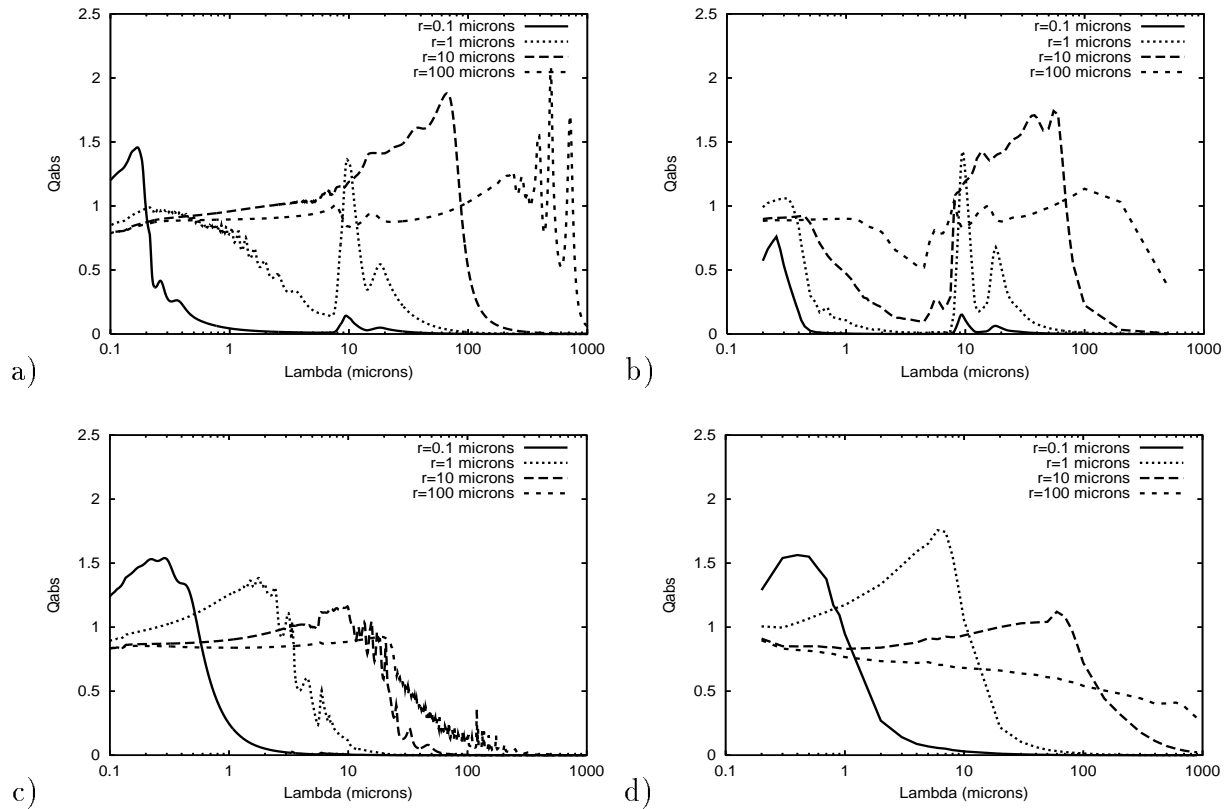 2.5
2
1.5
1
0.5
0
Qabs
r=0.1 microns
r=1 microns
r=10 microns
r=100 microns
0.1 1 10 100 1000
Lambda (microns)
a)
2.5
2
1.5
1
0.5
0
Qabs
r=0.1 microns
r=1 microns
r=10 microns
r=100 microns
0.1 1 10 100 1000
Lambda (microns)
b)
2.5
2
1.5
1
0.5
0
Qabs
r=0.1 microns
r=1 microns
r=10 microns
r=100 microns
0.1 1 10 100 1000
Lambda (microns)
c)
2.5
2
1.5
1
0.5
0
Qabs
r=0.1 microns
r=1 microns
r=10 microns
r=100 microns
0.1 1 10 100 1000
Lambda (microns)
d)